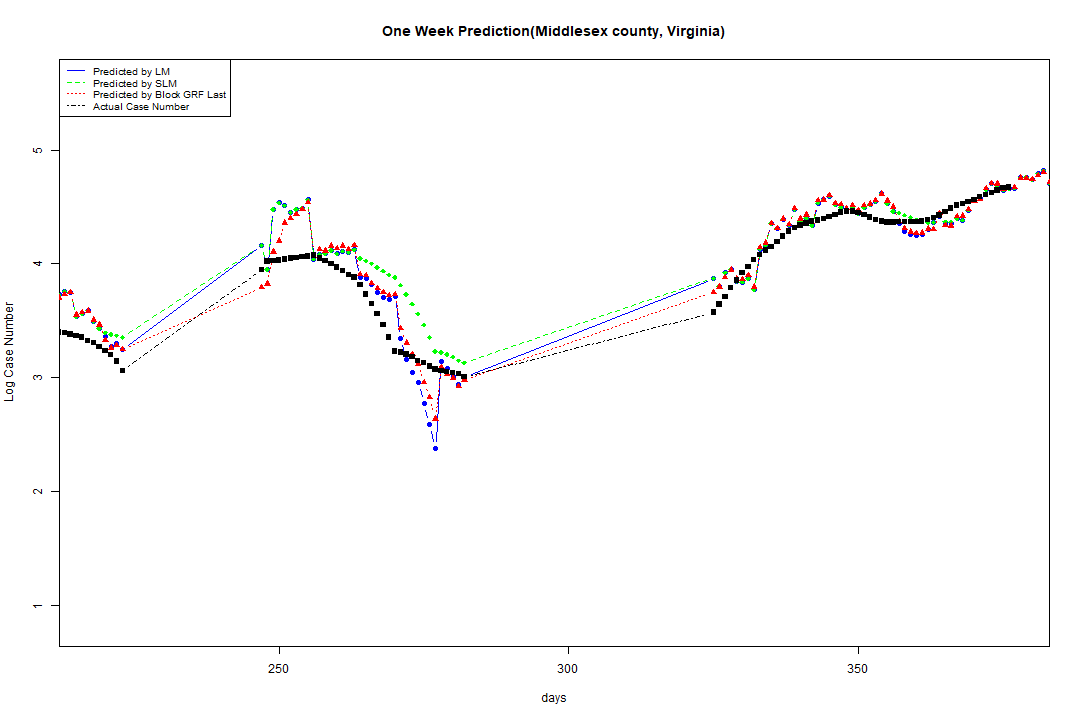 One Week Prediction(Middlesex county, Virginia)
Predicted by LM
Predicted by SLM
Predicted by Block GRF Last
Actual Case Number
5
4
3
2
1
Log Case Number
250 300 350
days